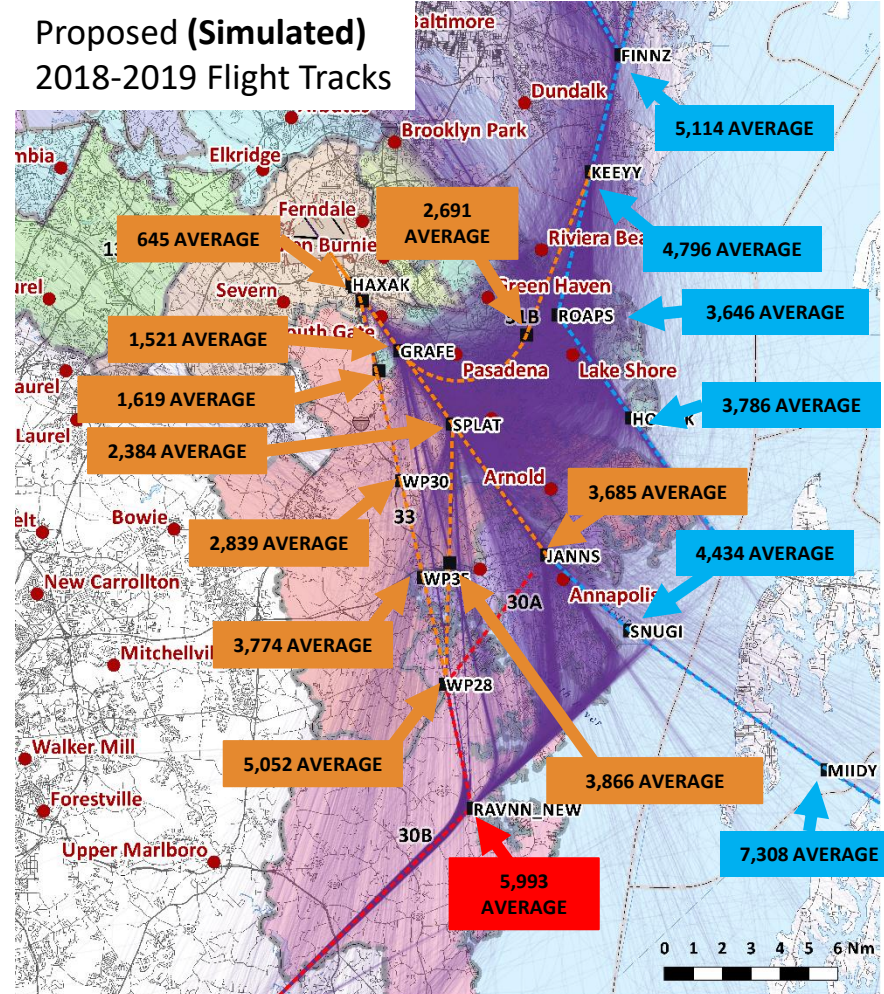 Proposed (Simulated)
2018-2019 Flight Tracks
Baltimore
FINNZ
Dundalk
5,114 AVERAGE
Brooklyn Park
Elkridge
KEEYY
Ferndale
2,691
AVERAGE
645 AVERAGE
Riviera Bea
4,796 AVERAGE
HAXAK
Severn
Green Haven
ROAPS
3,646 AVERAGE
1,521 AVERAGE
GRAFE
Pasadena
Lake Shore
1,619 AVERAGE
3,786 AVERAGE
SPLAT
Laurel
2,384 AVERAGE
Arnold
3,685 AVERAGE
WP30
33
Bowie
2,839 AVERAGE
JANNS
4,434 AVERAGE
New Carrollton
WP35
30A
Annapolis
SNUGI
3,774 AVERAGE
Mitchellvil
WP28
Walker Mill
5,052 AVERAGE
3,866 AVERAGE
MIIDY
Forestville
RAVNN_NEW
30B
Upper Marlboro
7,308 AVERAGE
5,993
AVERAGE
0 1 2 3 4 5 6 Nm